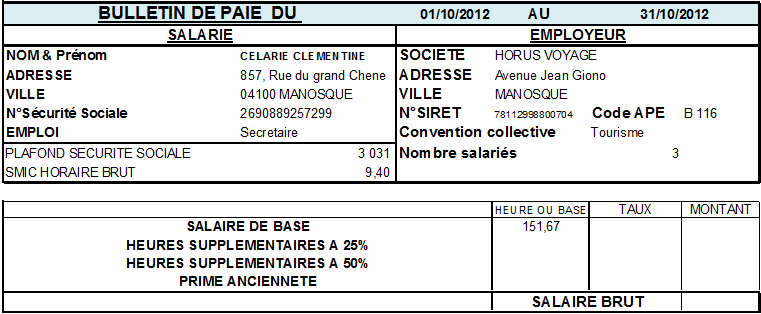 BULLETIN DE PAIE DU 01/10/2012 AU 31/10/2012
SALARIE EMPLOYEUR
NOM & Prénom CELARIE CLEMENTINE SOCIETE HORUS VOYAGE
ADRESSE 857, Rue du grand Chene ADRESSE Avenue Jean Giono
VILLE 04100 MANOSQUE VILLE MANOSQUE
N°Sécurité Sociale 2690889257299 N°SIRET 78112998800704 Code APE B 116
EMPLOI Secretaire Convention collective Tourisme
PLAFOND SECURITE SOCIALE 3 031 Nombre salariés 3
SMIC HORAIRE BRUT 9,40
HEURE OU BASE TAUX MONTANT
SALAIRE DE BASE 151,67
HEURES SUPPLEMENTAIRES A 25%
HEURES SUPPLEMENTAIRES A 50%
PRIME ANCIENNETE
SALAIRE BRUT